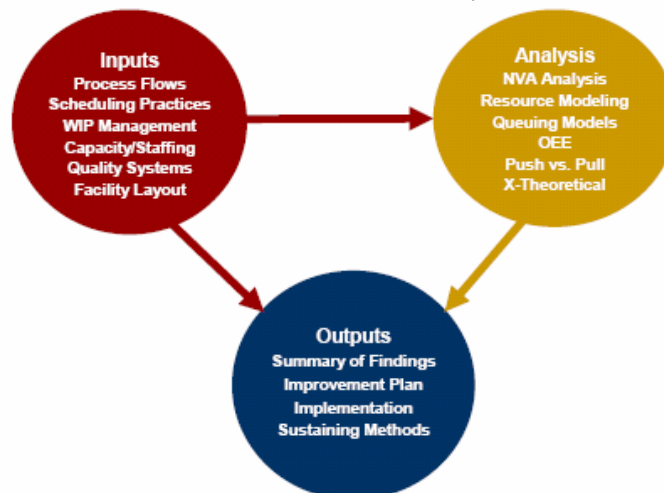 Inputs
Process Flows
Scheduling Practices
WIP Management
Capacity/Staffing
Quality Systems
Facility Layout
Analysis
NVA Analysis
Resource Modeling
Queuing Models
OEE
Push vs. Pull
X-Theoretical
Outputs
Summary of Findings
Improvement Plan
Implementation
Sustaining Methods